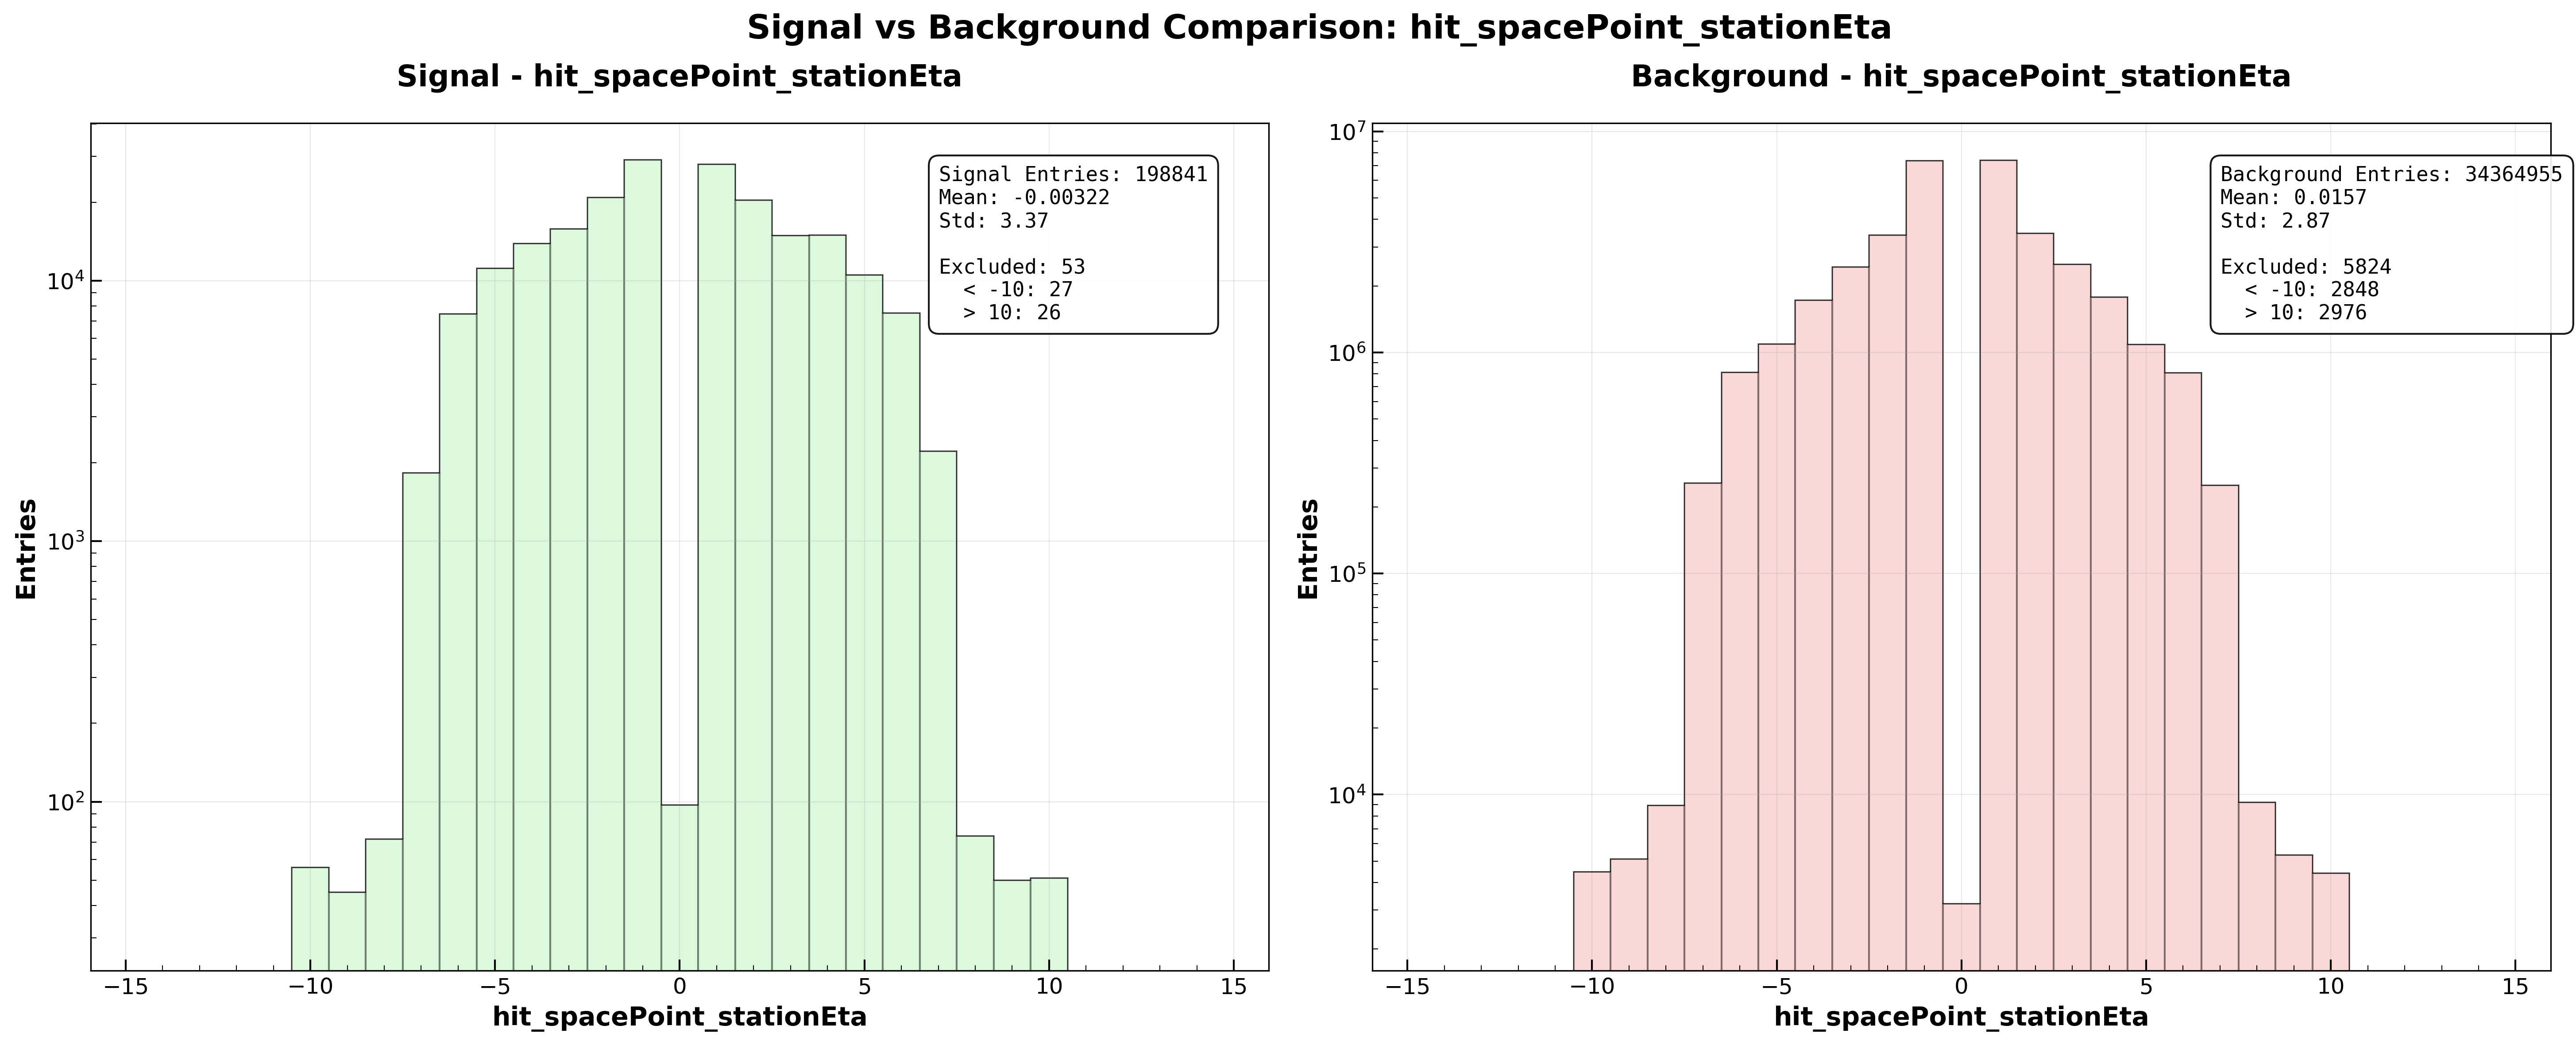 Signal vs Background Comparison: hit_spacePoint_stationEta
Signal - hit_spacePoint_stationEta
Signal Entries: 198841
Mean: -0.00322
Std: 3.37
Excluded: 53
< -10: 27
> 10: 26
10^4
10^3
10^2
Entries
−15 −10 −5 0 5 10 15
hit_spacePoint_stationEta
Background - hit_spacePoint_stationEta
Background Entries: 34364955
Mean: 0.0157
Std: 2.87
Excluded: 5824
< -10: 2848
> 10: 2976
10^7
10^6
10^5
10^4
Entries
−15 −10 −5 0 5 10 15
hit_spacePoint_stationEta